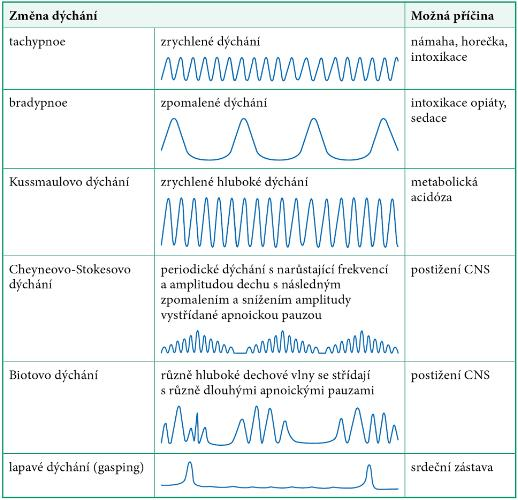 Změna dýchání
Možná příčina
tachypnoe
zrychlené dýchání
námaha, horečka,
intoxikace
bradypnoe
zpomalené dýchání
intoxikace opiáty,
sedace
Kussmaulovo dýchání
zrychlené hluboké dýchání
metabolická
acidóza
Cheyneovo-Stokesovo
dýchání
periodické dýchání s narůstající frekvencí
a amplitudou dechu s následným
zpomalením a snížením amplitudy
vystřídané apnoickou pauzou
postižení CNS
Biotovo dýchání
různě hluboké dechové vlny se střídají
s různě dlouhými apnoickými pauzami
postižení CNS
lapavé dýchání (gasping)
srdeční zástava